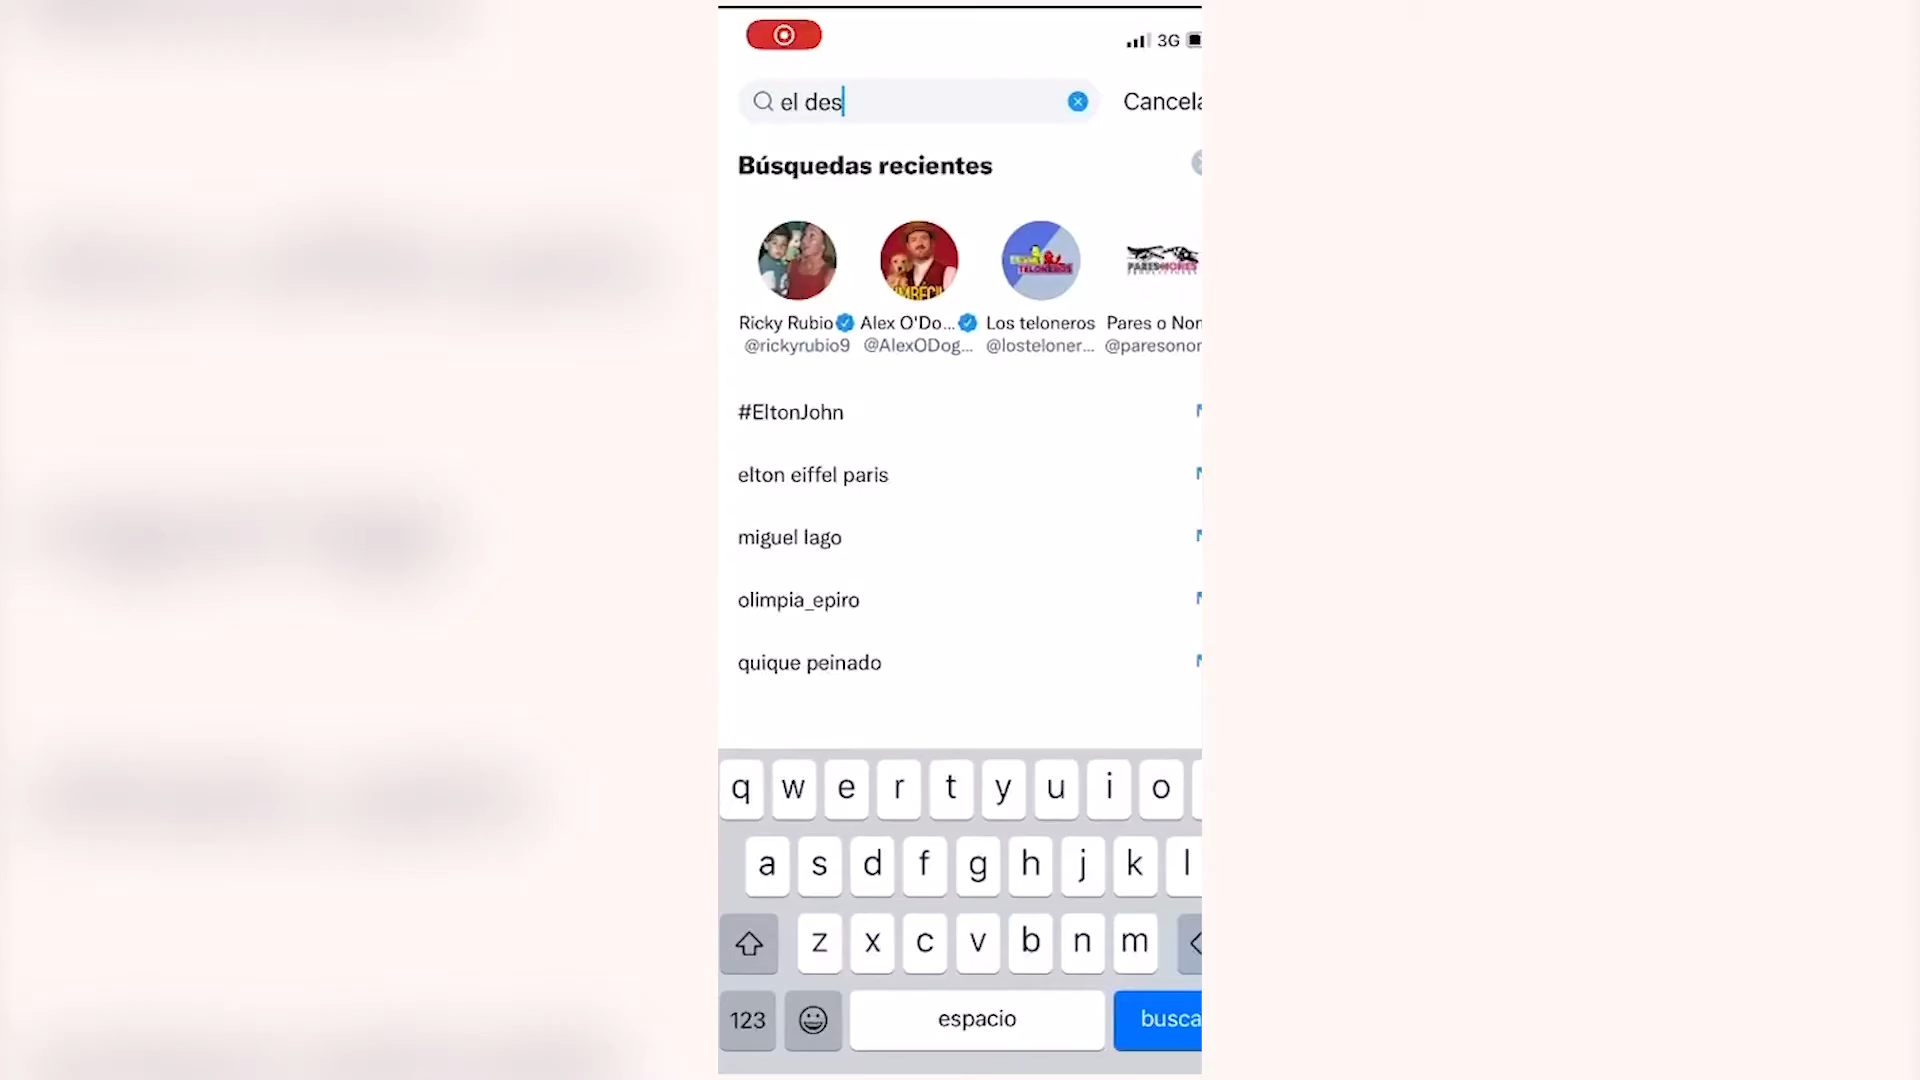 3G
el des
Cancela
Búsquedas recientes
Ricky Rubio Alex O'Do... Los teloneros Pares o Non
@rickyrubio9 @AlexODog... @losteloner... @paresonon
#EltonJohn
elton eiffel paris
miguel lago
olimpia_epiro
quique peinado
q w e r t y u i o
a s d f g h j k l
z x c v b n m
123 espacio busca